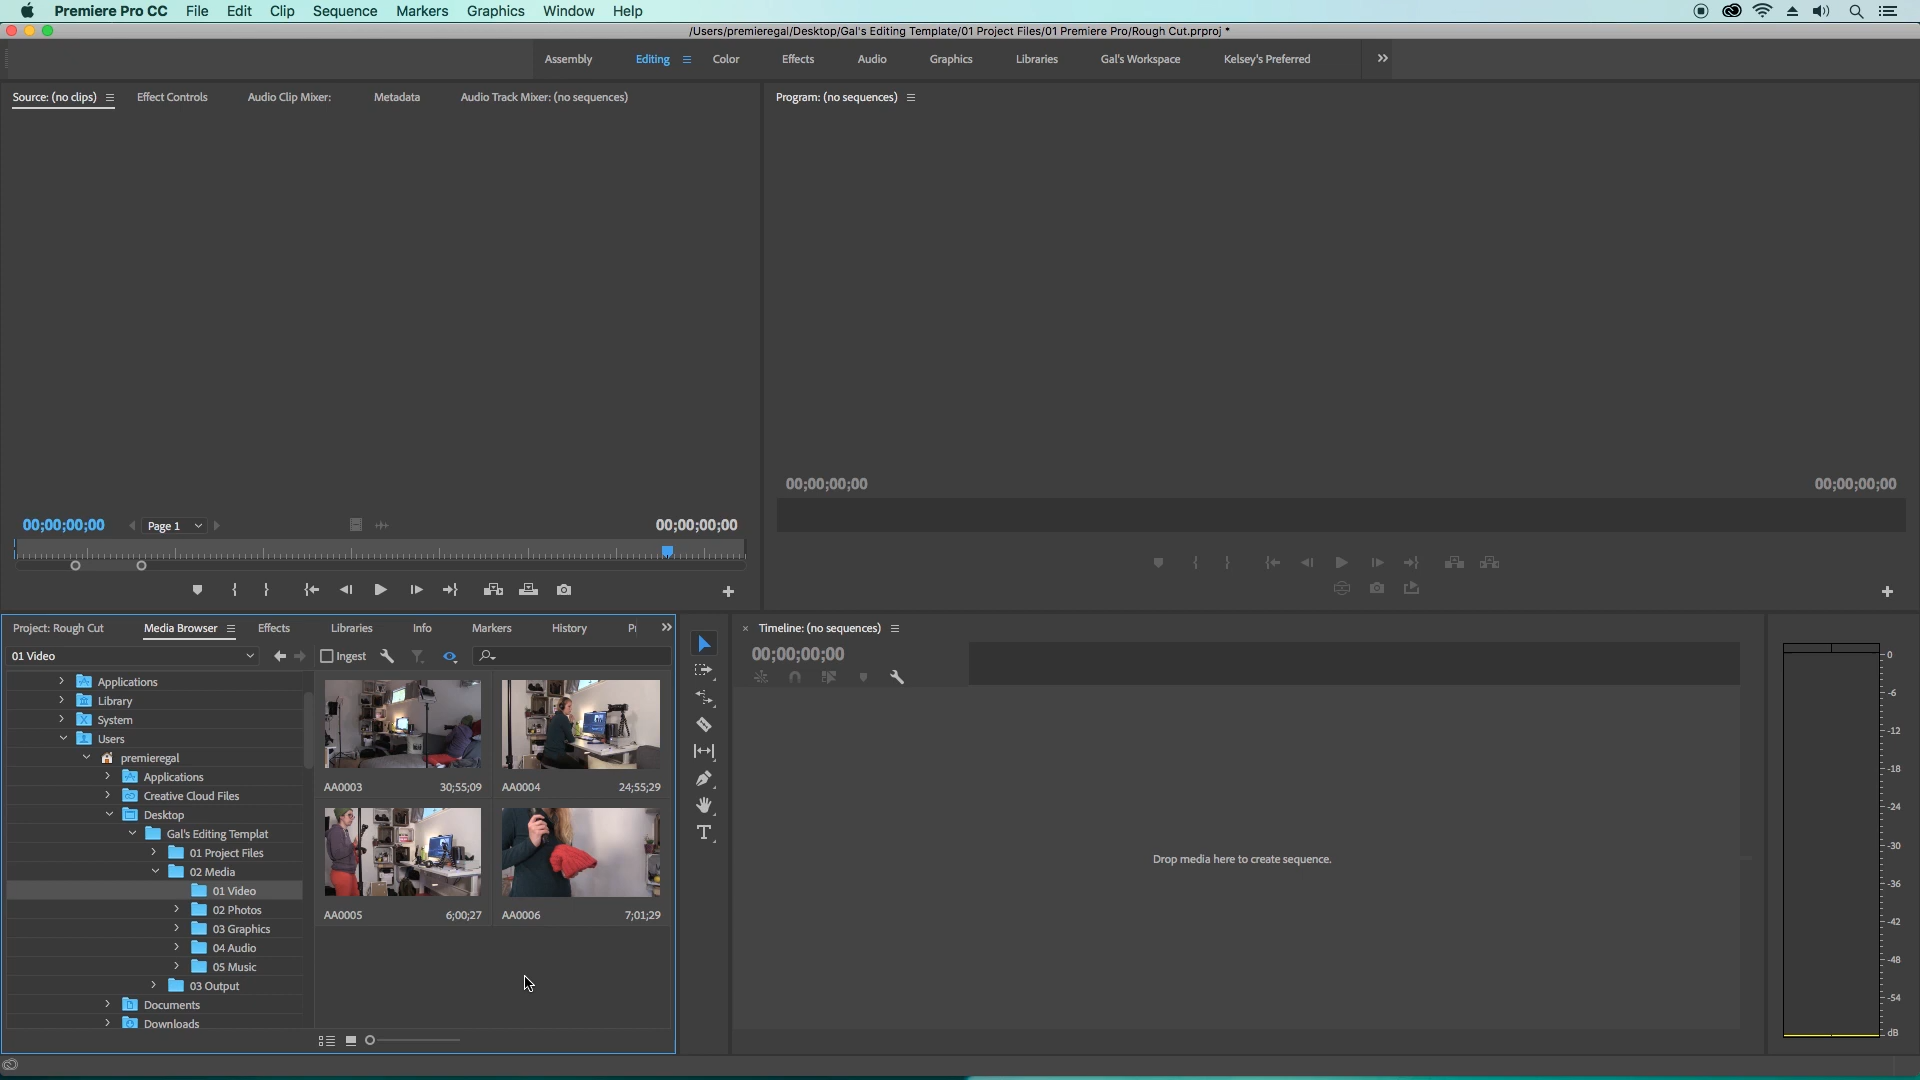 Premiere Pro CC File Edit Clip Sequence Markers Graphics Window Help
/Users/premieregal/Desktop/Gal's Editing Template/01 Project Files/01 Premiere Pro/Rough Cut.prproj *
Assembly Editing Color Effects Audio Graphics Libraries Gal's Workspace Kelsey's Preferred
Source: (no clips) Effect Controls Audio Clip Mixer: Metadata Audio Track Mixer: (no sequences)
Program: (no sequences)
00;00;00;00 00;00;00;00
00;00;00;00 Page 1 00;00;00;00
Project: Rough Cut Media Browser Effects Libraries Info Markers History
01 Video Ingest
Applications
Library
System
Users
premieregal
Applications
Creative Cloud Files
Desktop
Gal's Editing Templat
01 Project Files
02 Media
01 Video
02 Photos
03 Graphics
04 Audio
05 Music
03 Output
Documents
Downloads
AA0003 30;55;09 AA0004 24;55;29
AA0005 6;00;27 AA0006 7;01;29
T
Timeline: (no sequences)
00;00;00;00
Drop media here to create sequence.
0
-6
-12
-18
-24
-30
-36
-42
-48
-54
dB